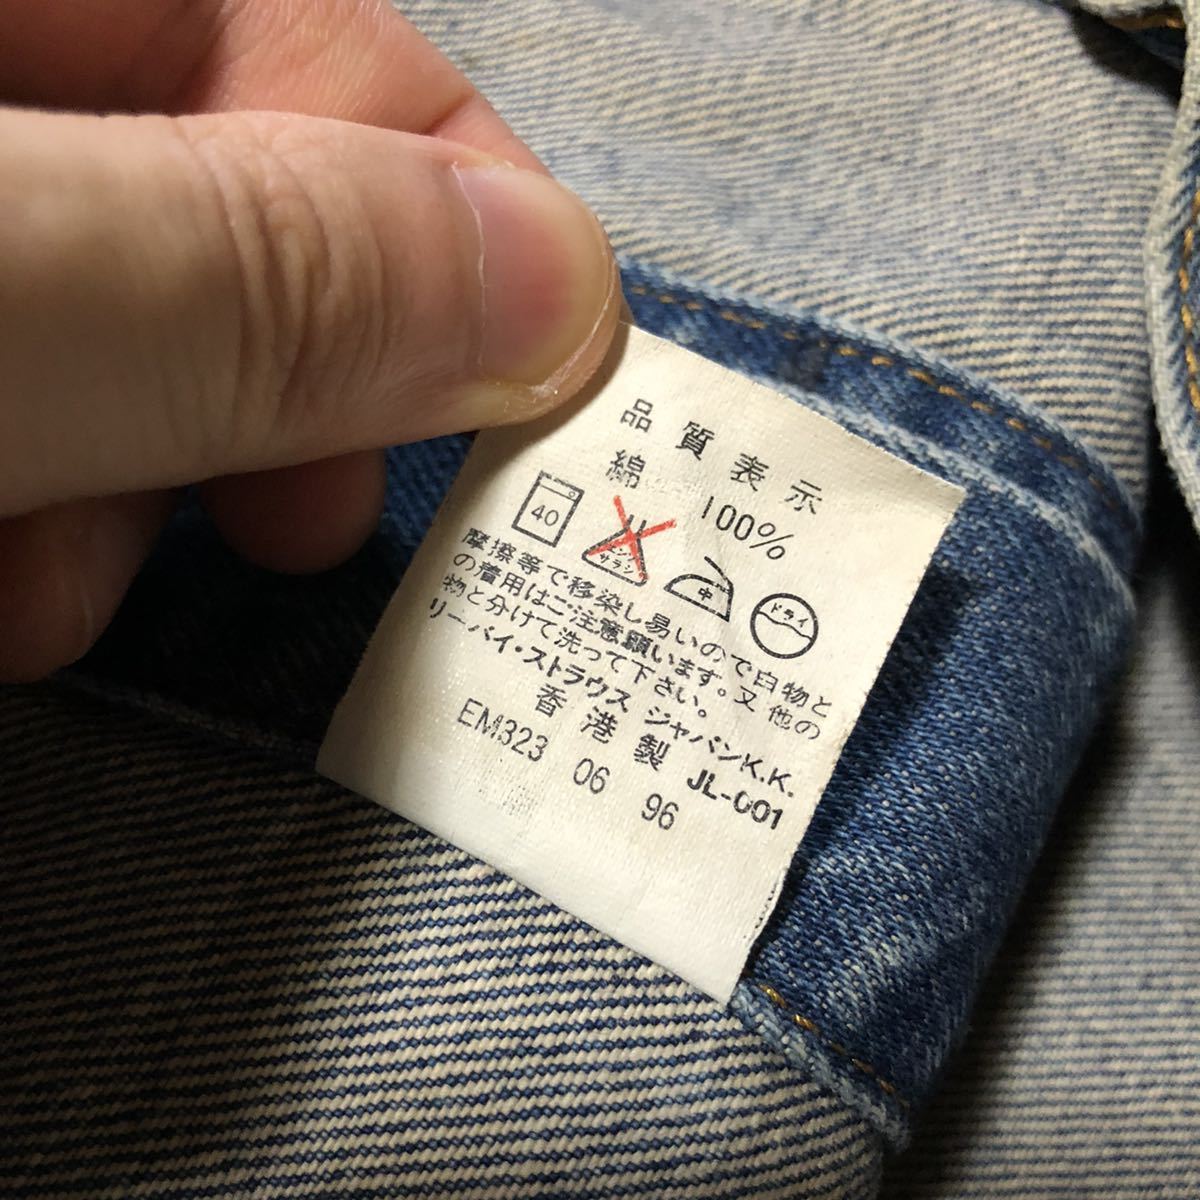 品質表示
綿 100%
40 サラシ 中 ドライ
摩擦等で移染し易いので白物と
の着用はご注意願います。又他の
物と分けて洗って下さい。
リーバイ・ストラウス ジャパンK.K.
香港製 JL-001
EM323 06 96